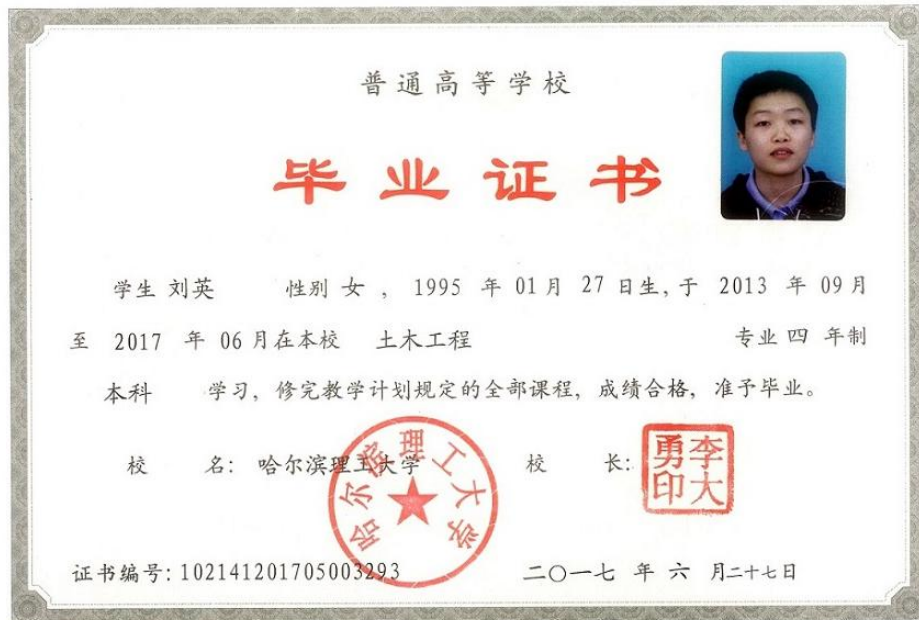 普通高等学校
毕业证书
学生 刘英 性别 女 , 1995 年 01 月 27 日生, 于 2013 年 09 月
至 2017 年 06 月在本校 土木工程 专业 四 年制
本科 学习, 修完教学计划规定的全部课程, 成绩合格, 准予毕业。
校 名: 哈尔滨理工大学 校 长:
哈尔滨理工大学
李大勇印
证书编号: 102141201705003293 二〇一七 年 六 月二十七日